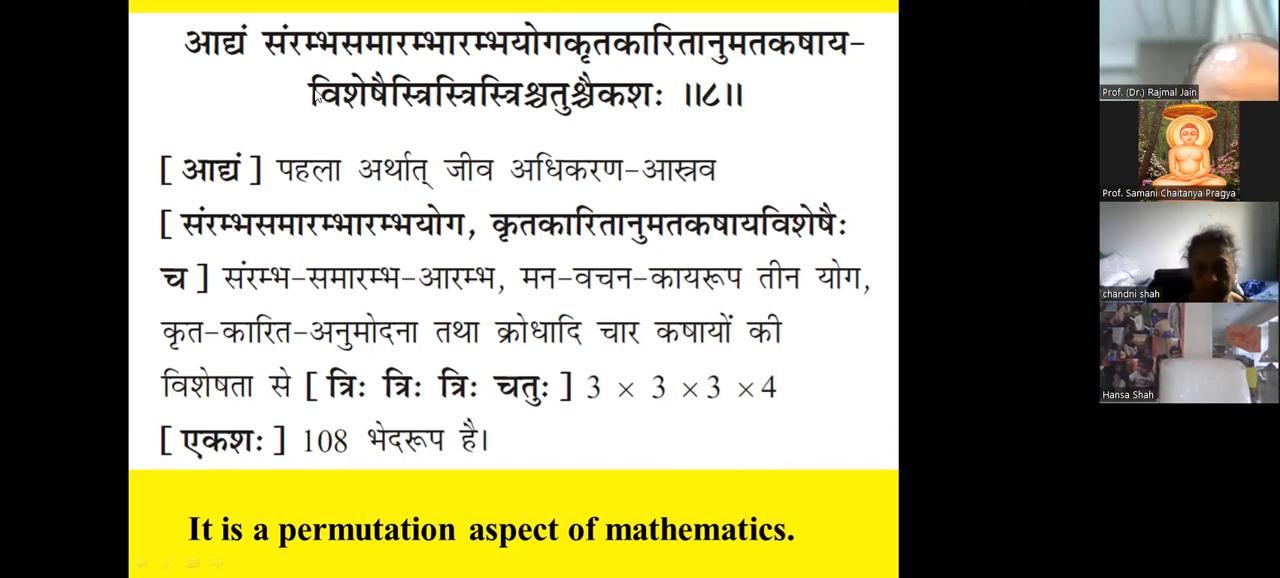 आद्यं संरम्भसमारम्भारम्भयोगकृतकारितानुमतकषाय-
विशेषैस्त्रिस्त्रिस्त्रिश्चतुश्चैकशः ॥८॥
[ आद्यं ] पहला अर्थात् जीव अधिकरण-आस्रव
[ संरम्भसमारम्भारम्भयोग, कृतकारितानुमतकषायविशेषैः
च ] संरम्भ-समारम्भ-आरम्भ, मन-वचन-कायरूप तीन योग,
कृत-कारित-अनुमोदना तथा क्रोधादि चार कषायों की
विशेषता से [ त्रिः त्रिः त्रिः चतुः ] 3 × 3 ×3 ×4
[ एकशः ] 108 भेदरूप है।
It is a permutation aspect of mathematics.
Prof. (Dr.) Rajmal Jain
Prof. Samani Chaitanya Pragya
chandni shah
Hansa Shah